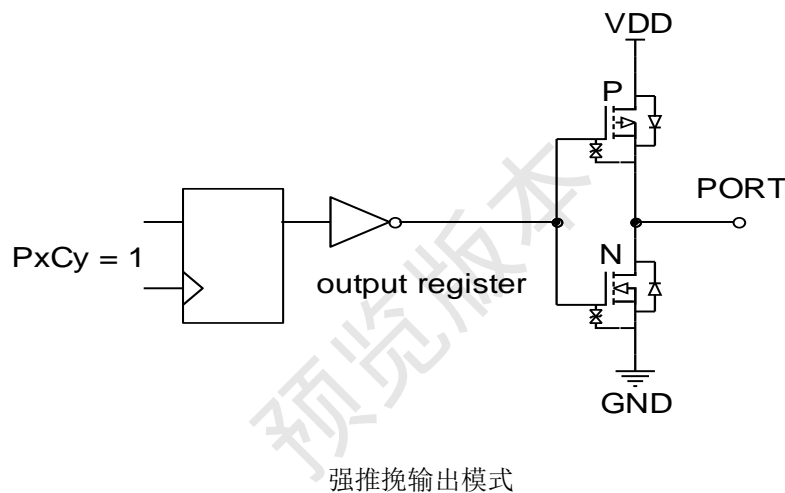 VDD
P
PORT
PxCy = 1
N
output register
GND
预览版本
强推挽输出模式